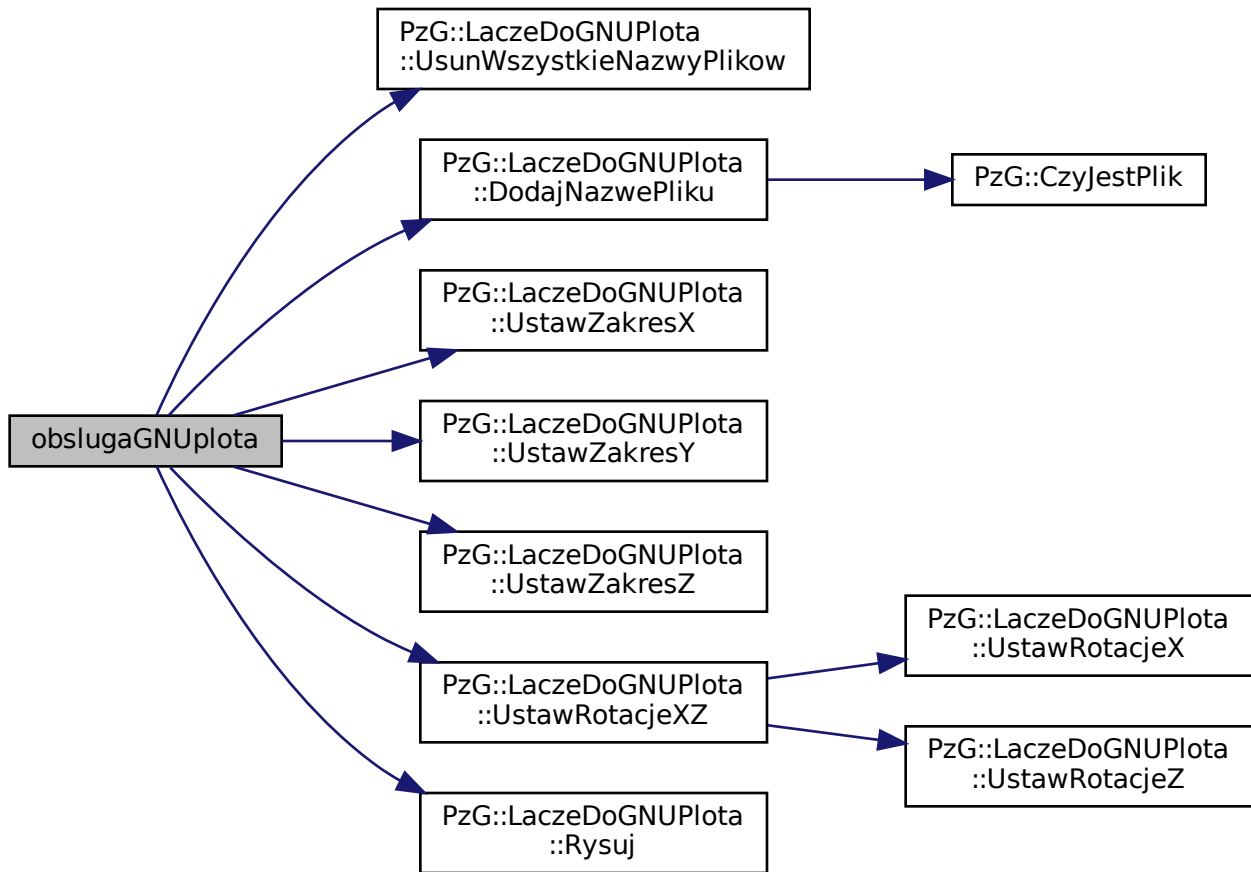 PzG::LaczeDoGNUPlota
::UsunWszystkieNazwyPlikow
PzG::LaczeDoGNUPlota
::DodajNazwePliku
PzG::CzyJestPlik
PzG::LaczeDoGNUPlota
::UstawZakresX
obslugaGNUplota
PzG::LaczeDoGNUPlota
::UstawZakresY
PzG::LaczeDoGNUPlota
::UstawZakresZ
PzG::LaczeDoGNUPlota
::UstawRotacjeXZ
PzG::LaczeDoGNUPlota
::UstawRotacjeX
PzG::LaczeDoGNUPlota
::UstawRotacjeZ
PzG::LaczeDoGNUPlota
::Rysuj